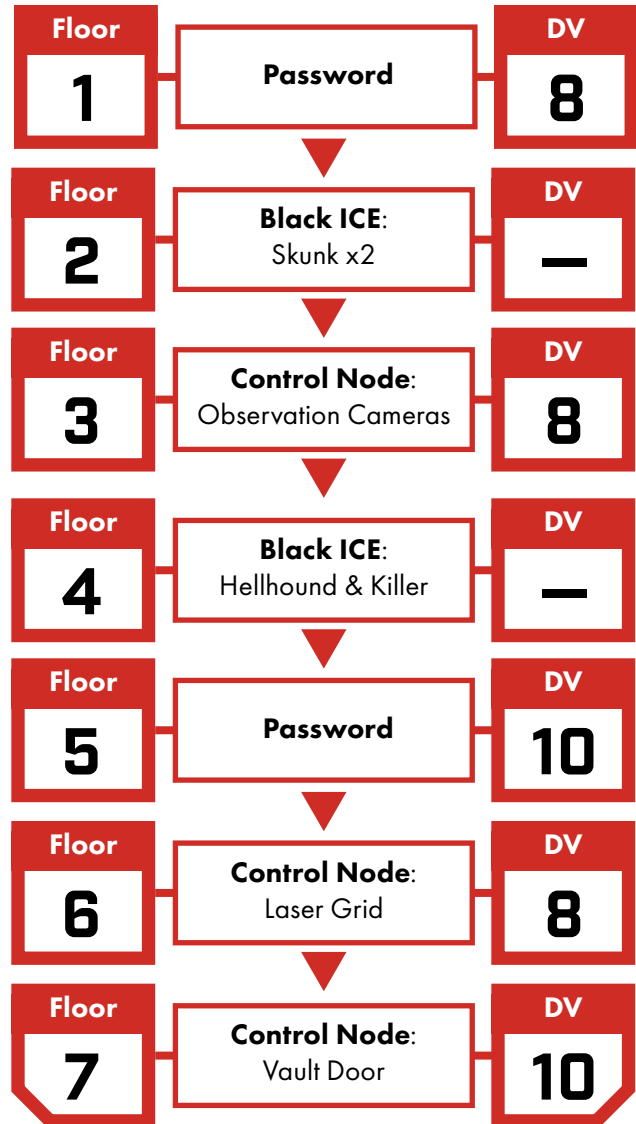 Floor
1
Password
DV
8
Floor
2
Black ICE:
Skunk x2
DV
—
Floor
3
Control Node:
Observation Cameras
DV
8
Floor
4
Black ICE:
Hellhound & Killer
DV
—
Floor
5
Password
DV
10
Floor
6
Control Node:
Laser Grid
DV
8
Floor
7
Control Node:
Vault Door
DV
10